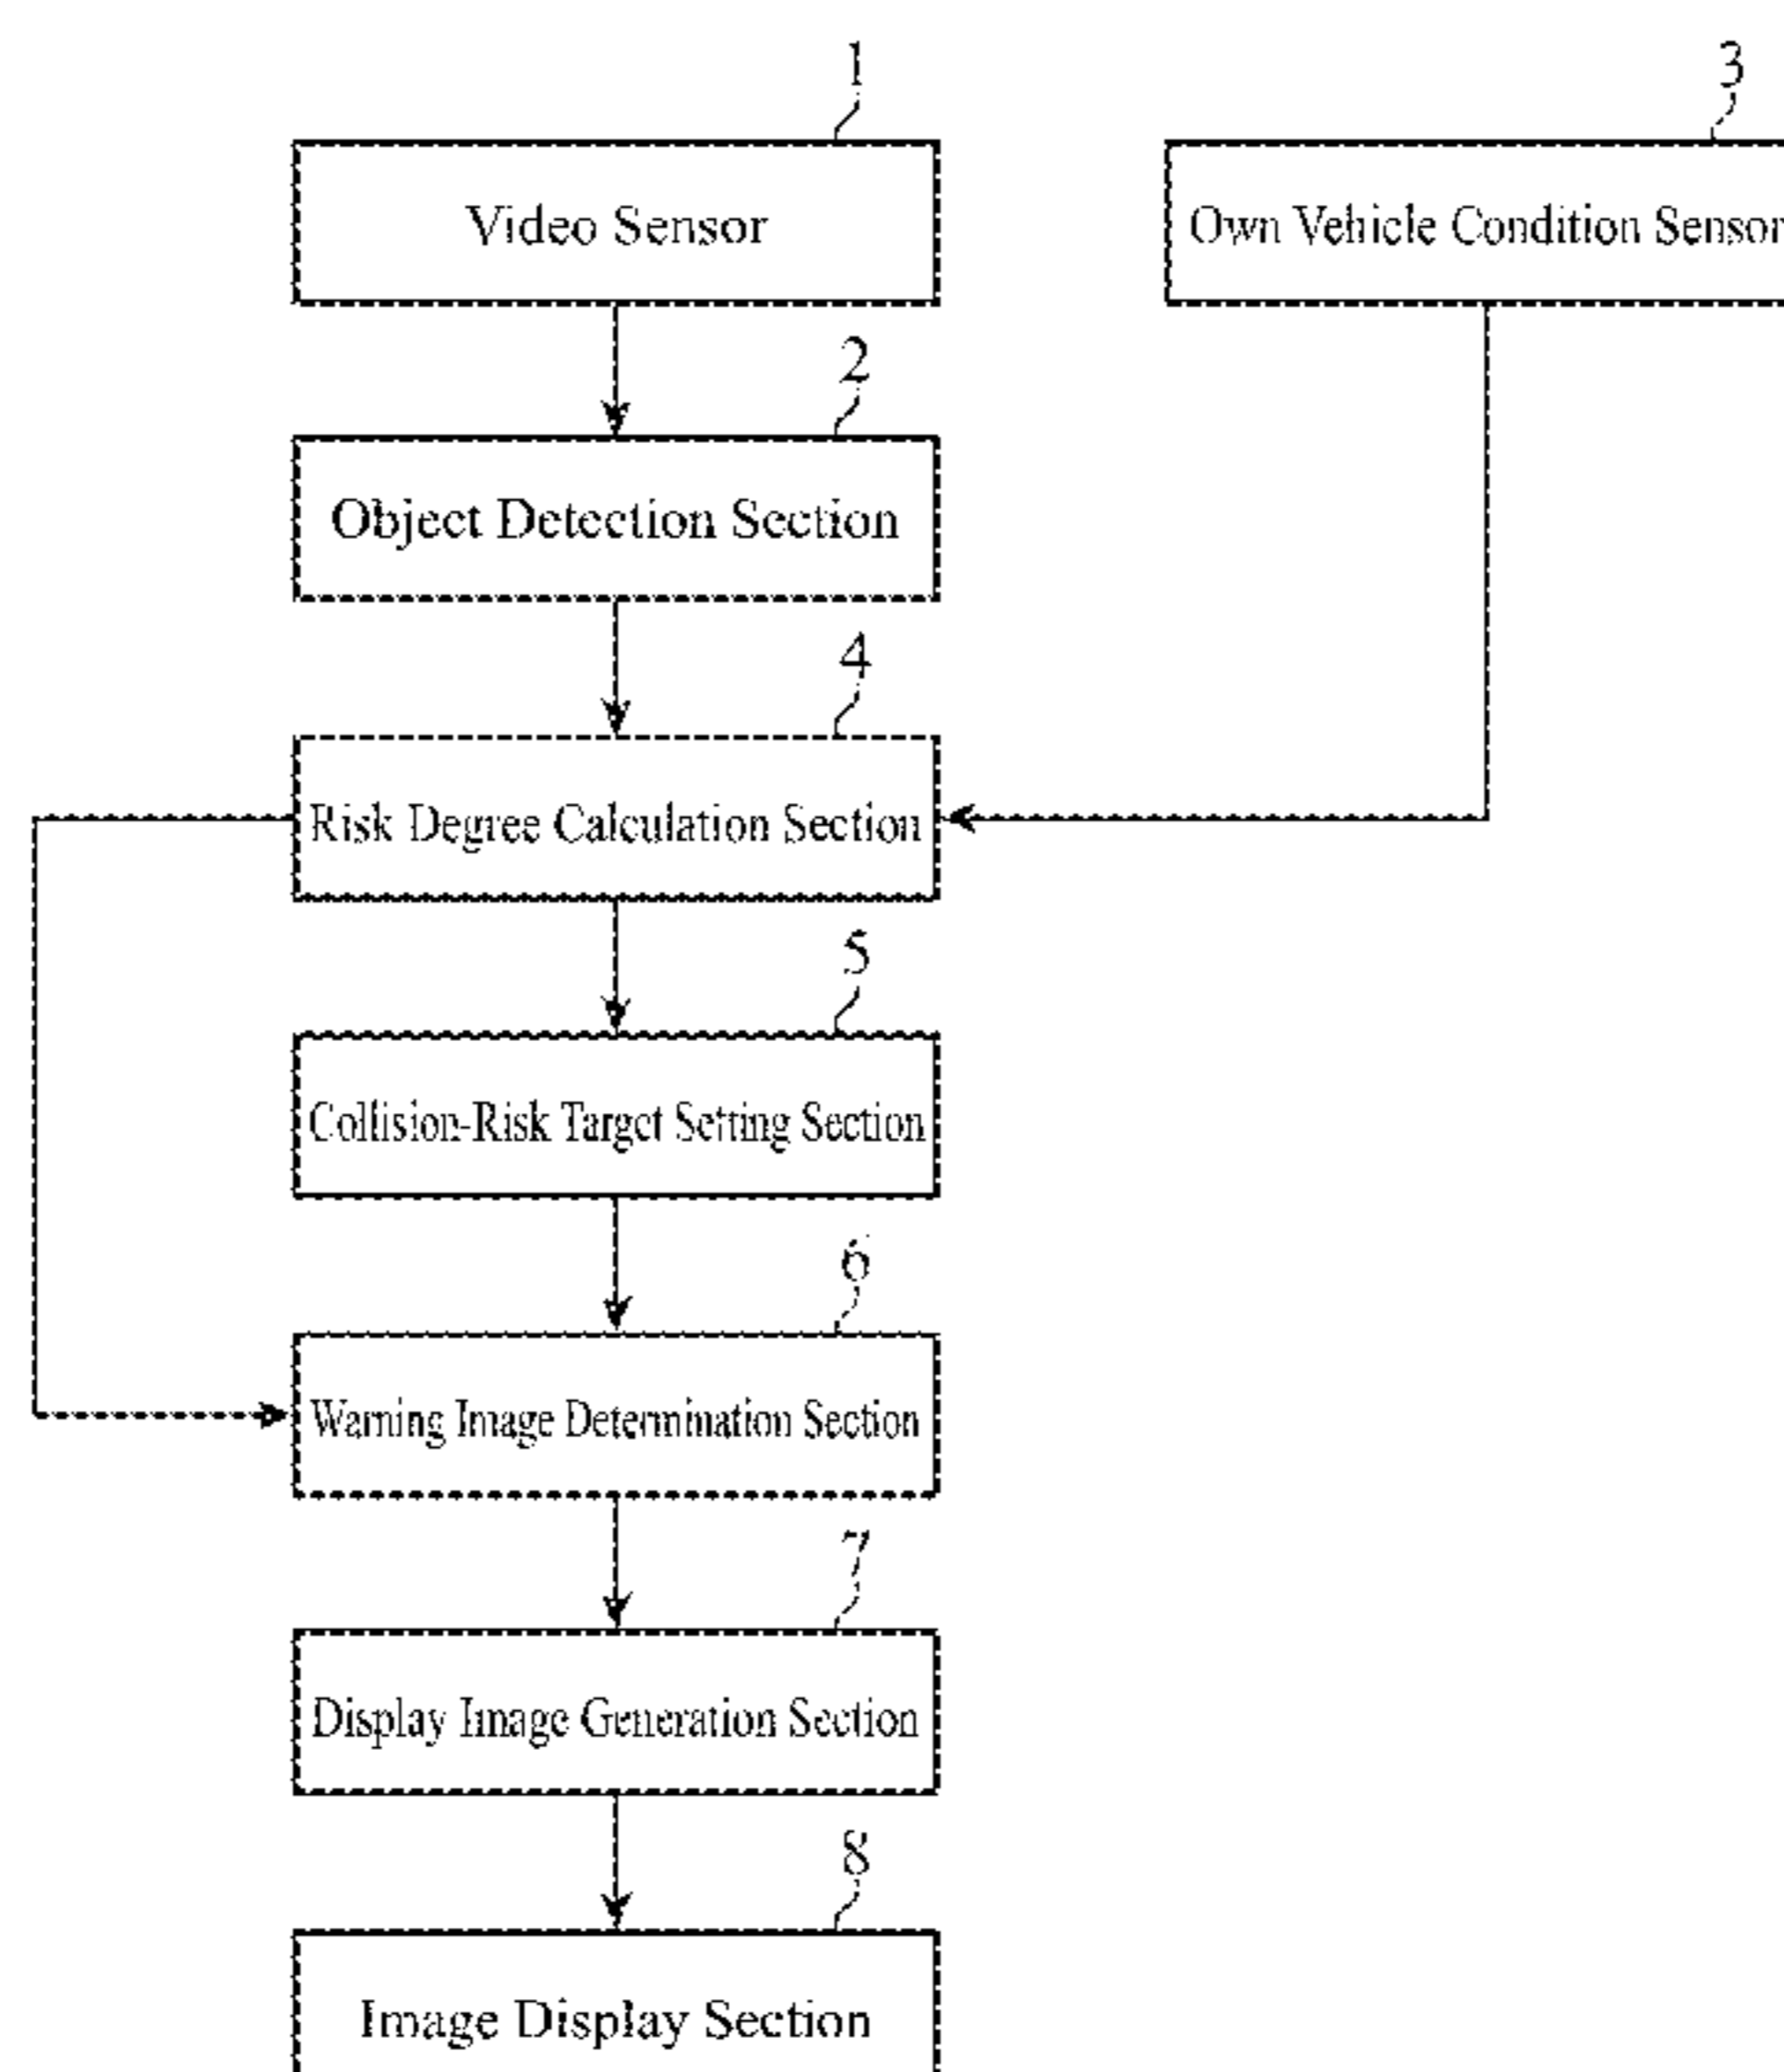 1
3
Video Sensor
Own Vehicle Condition Sensor
2
Object Detection Section
4
Risk Degree Calculation Section
5
Collision-Risk Target Setting Section
6
Warning Image Determination Section
7
Display Image Generation Section
8
Image Display Section